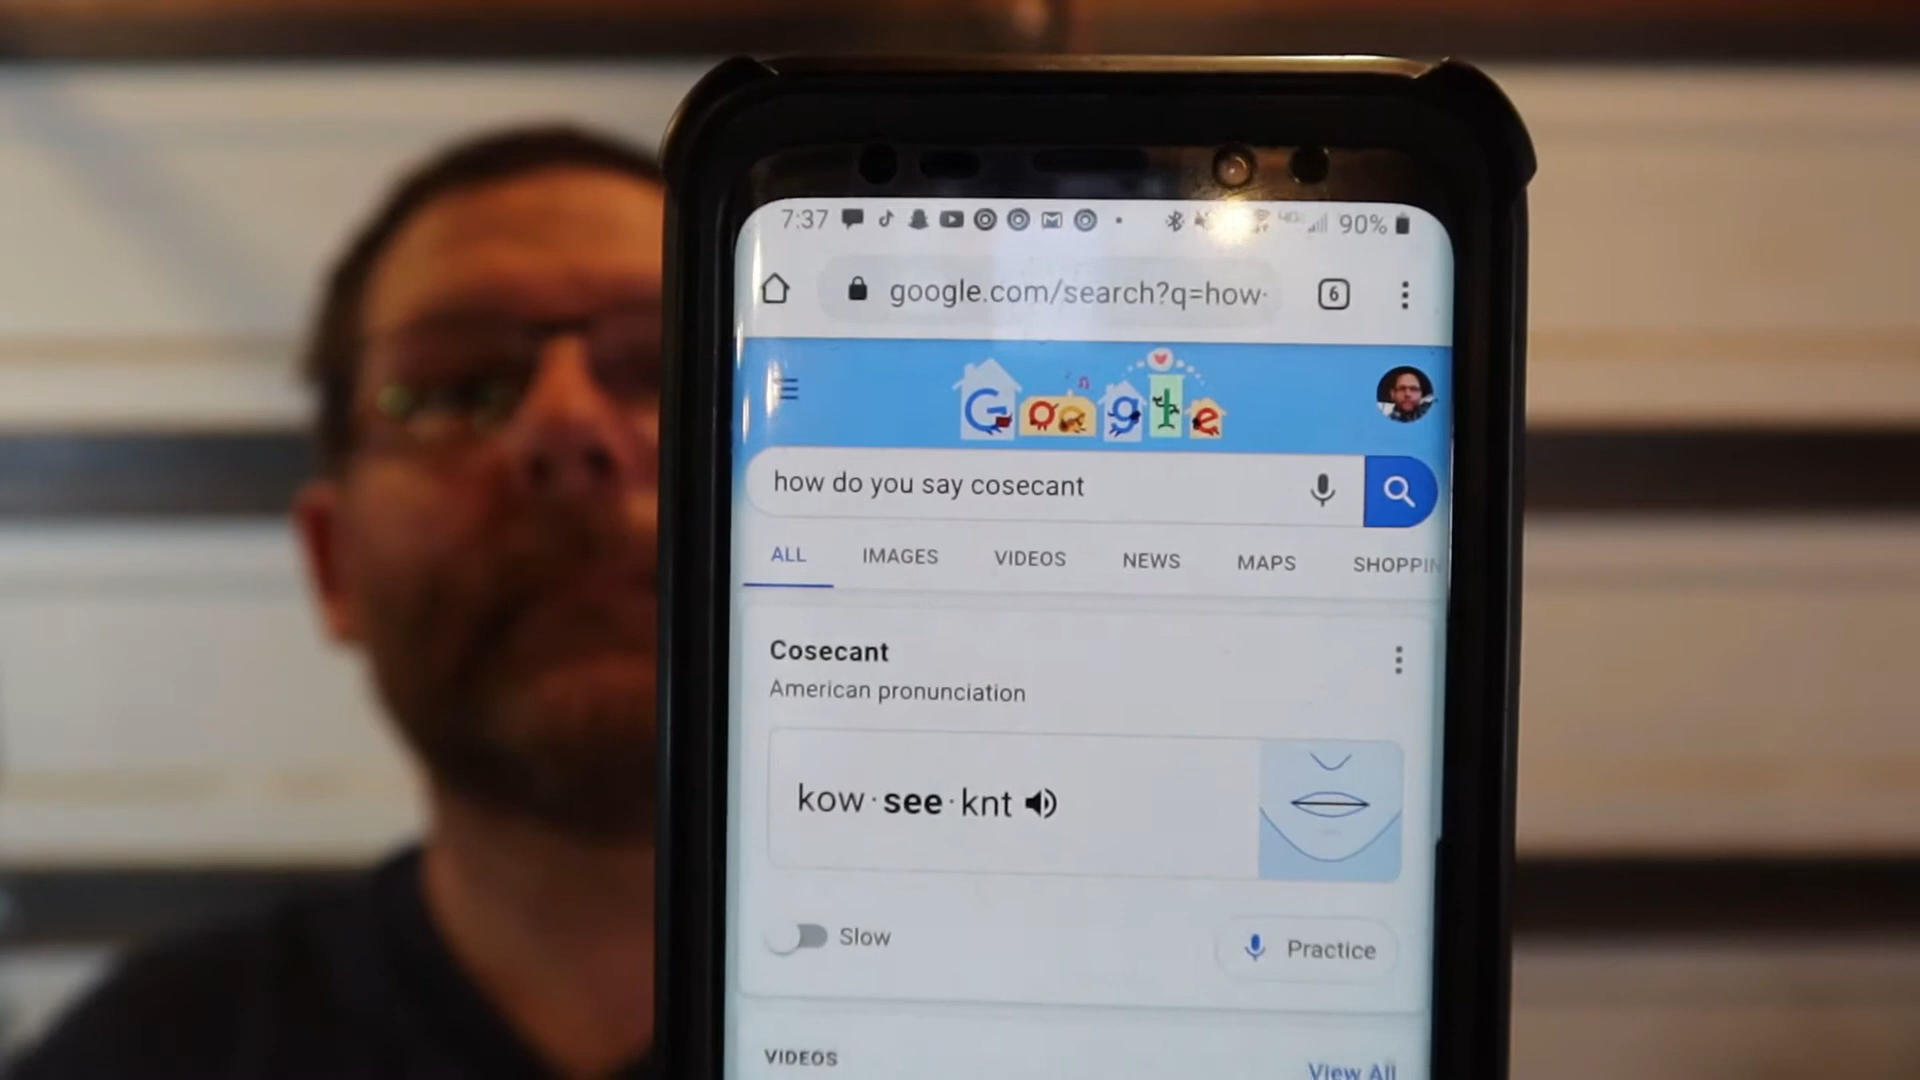 7:37 90%
google.com/search?q=how-
6
Google
how do you say cosecant
ALL IMAGES VIDEOS NEWS MAPS SHOPPIN
Cosecant
American pronunciation
kow·see·knt
Slow Practice
VIDEOS View All